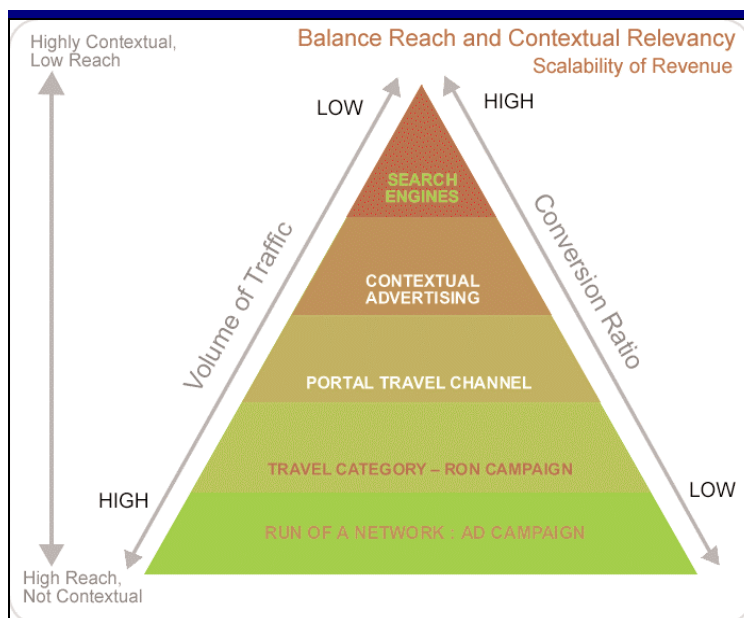 Highly Contextual,
Low Reach
Balance Reach and Contextual Relevancy
Scalability of Revenue
LOW
HIGH
SEARCH
ENGINES
Volume of Traffic
Conversion Ratio
CONTEXTUAL
ADVERTISING
PORTAL TRAVEL CHANNEL
TRAVEL CATEGORY – RON CAMPAIGN
HIGH
LOW
RUN OF A NETWORK : AD CAMPAIGN
High Reach,
Not Contextual